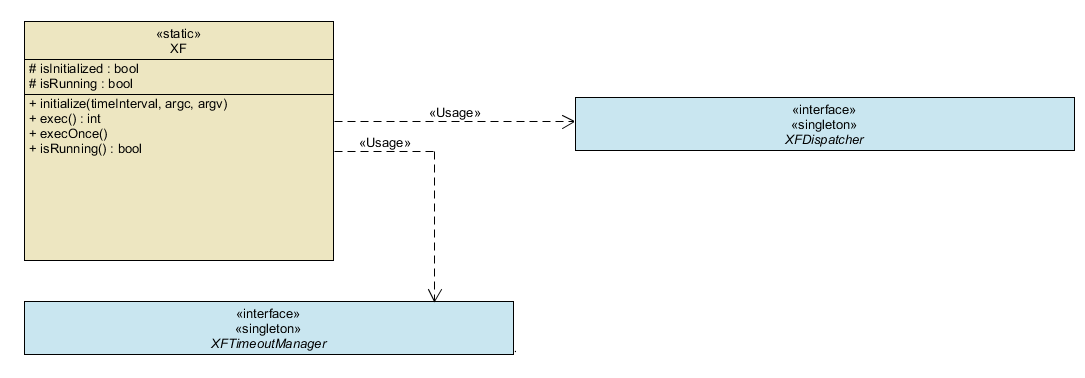 «static»
XF
# isInitialized : bool
# isRunning : bool
+ initialize(timeInterval, argc, argv)
+ exec() : int
+ execOnce()
+ isRunning() : bool
«Usage»
«Usage»
«interface»
«singleton»
XFDispatcher
«interface»
«singleton»
XFTimeoutManager